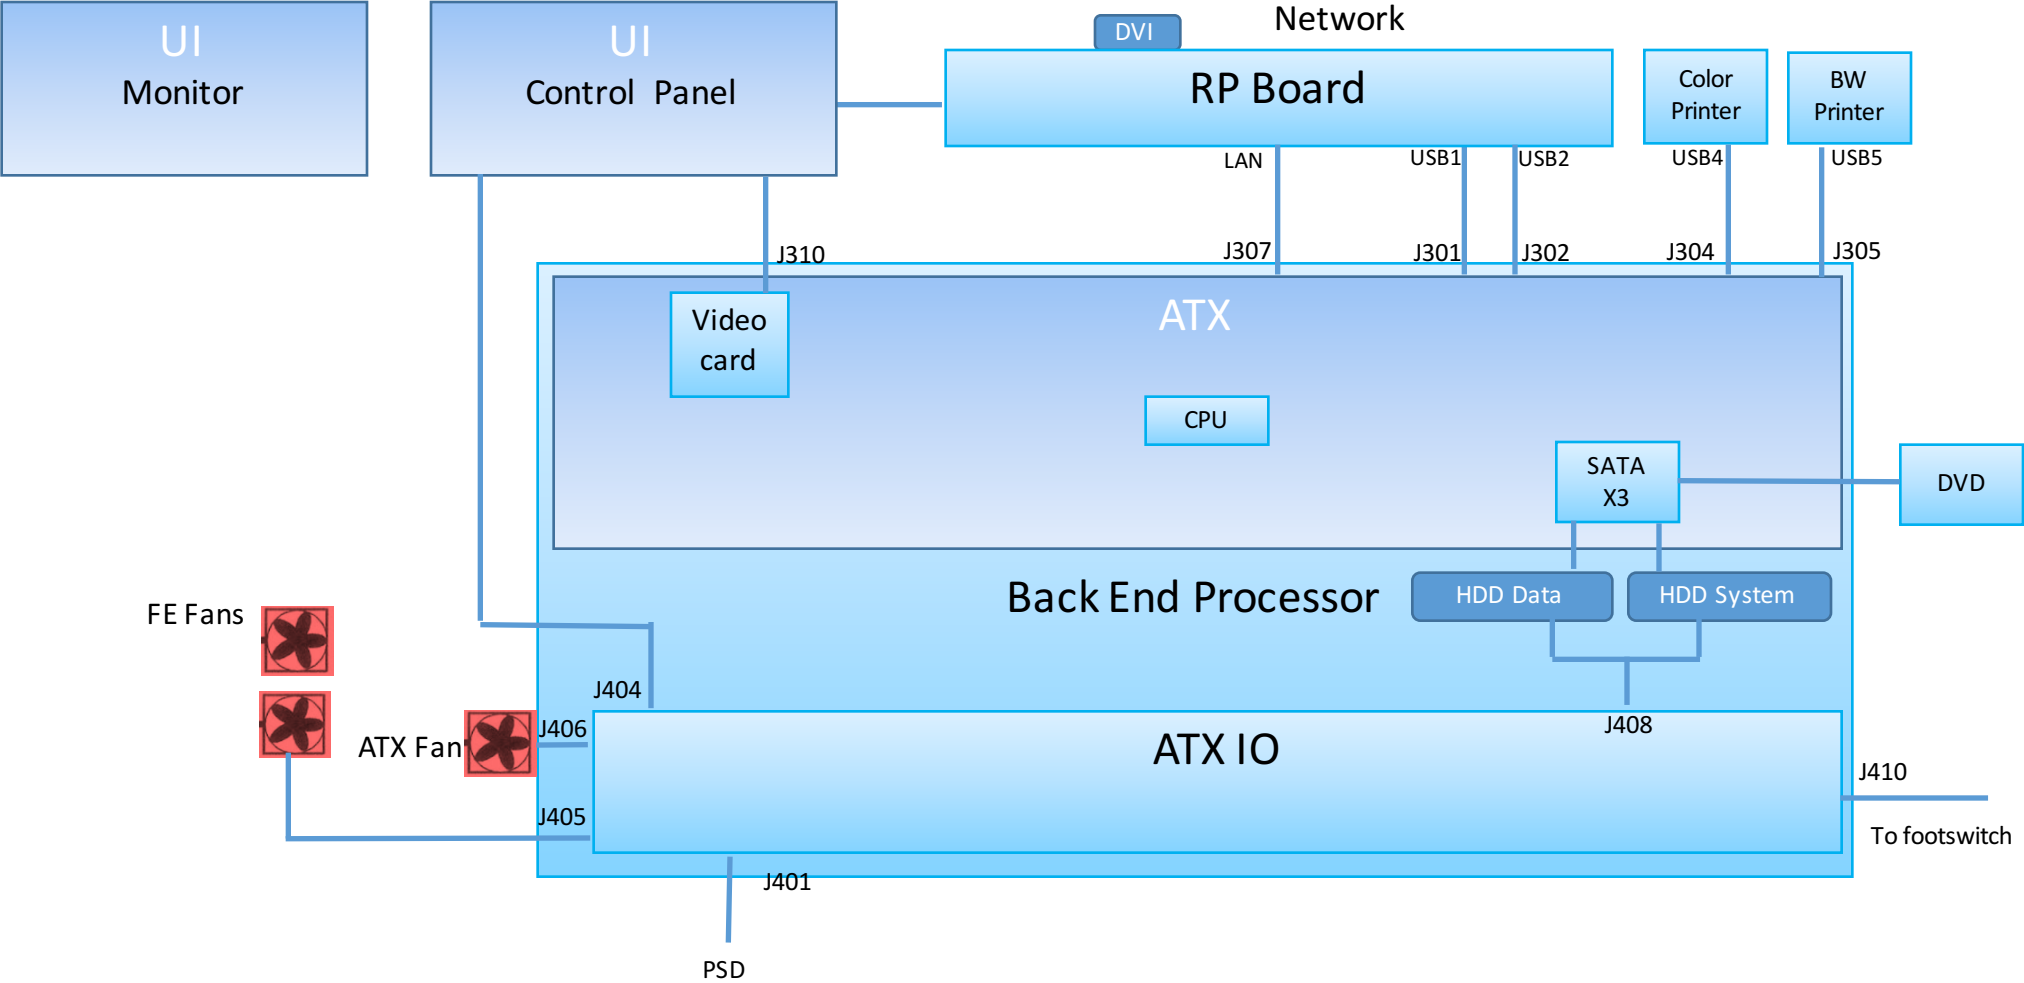 UI
Monitor
UI
Control Panel
DVI
Network
RP Board
Color
Printer
BW
Printer
LAN
USB1
USB2
USB4
USB5
J310
J307
J301
J302
J304
J305
ATX
Video
card
CPU
SATA
X3
DVD
Back End Processor
HDD Data
HDD System
FE Fans
J404
J406
ATX Fan
J408
ATX IO
J410
J405
To footswitch
J401
PSD